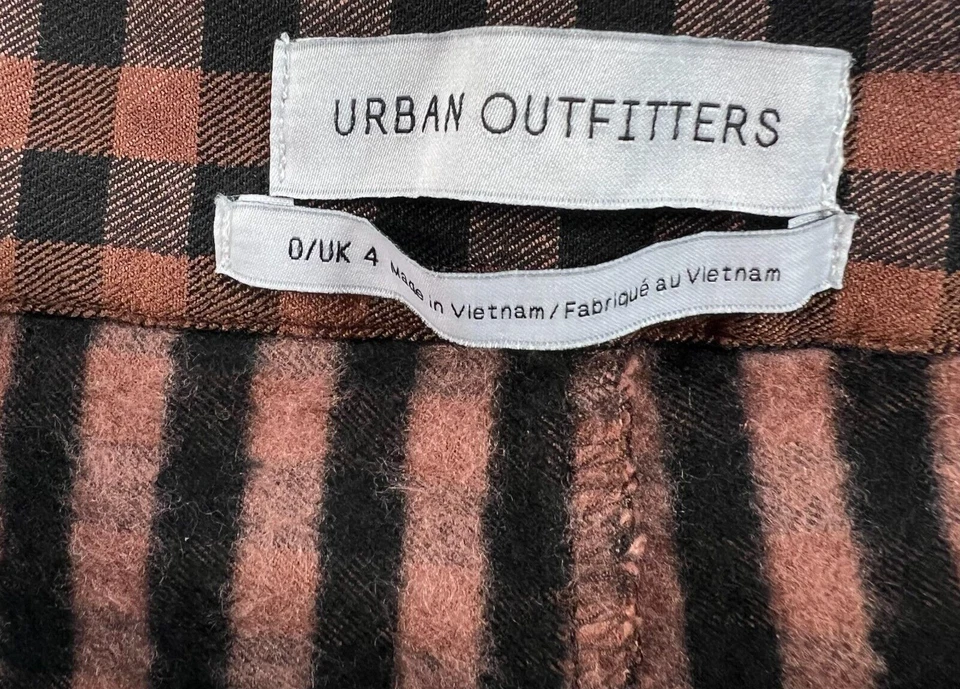 URBAN OUTFITTERS
0/UK 4 Made in Vietnam/Fabriqué au Vietnam